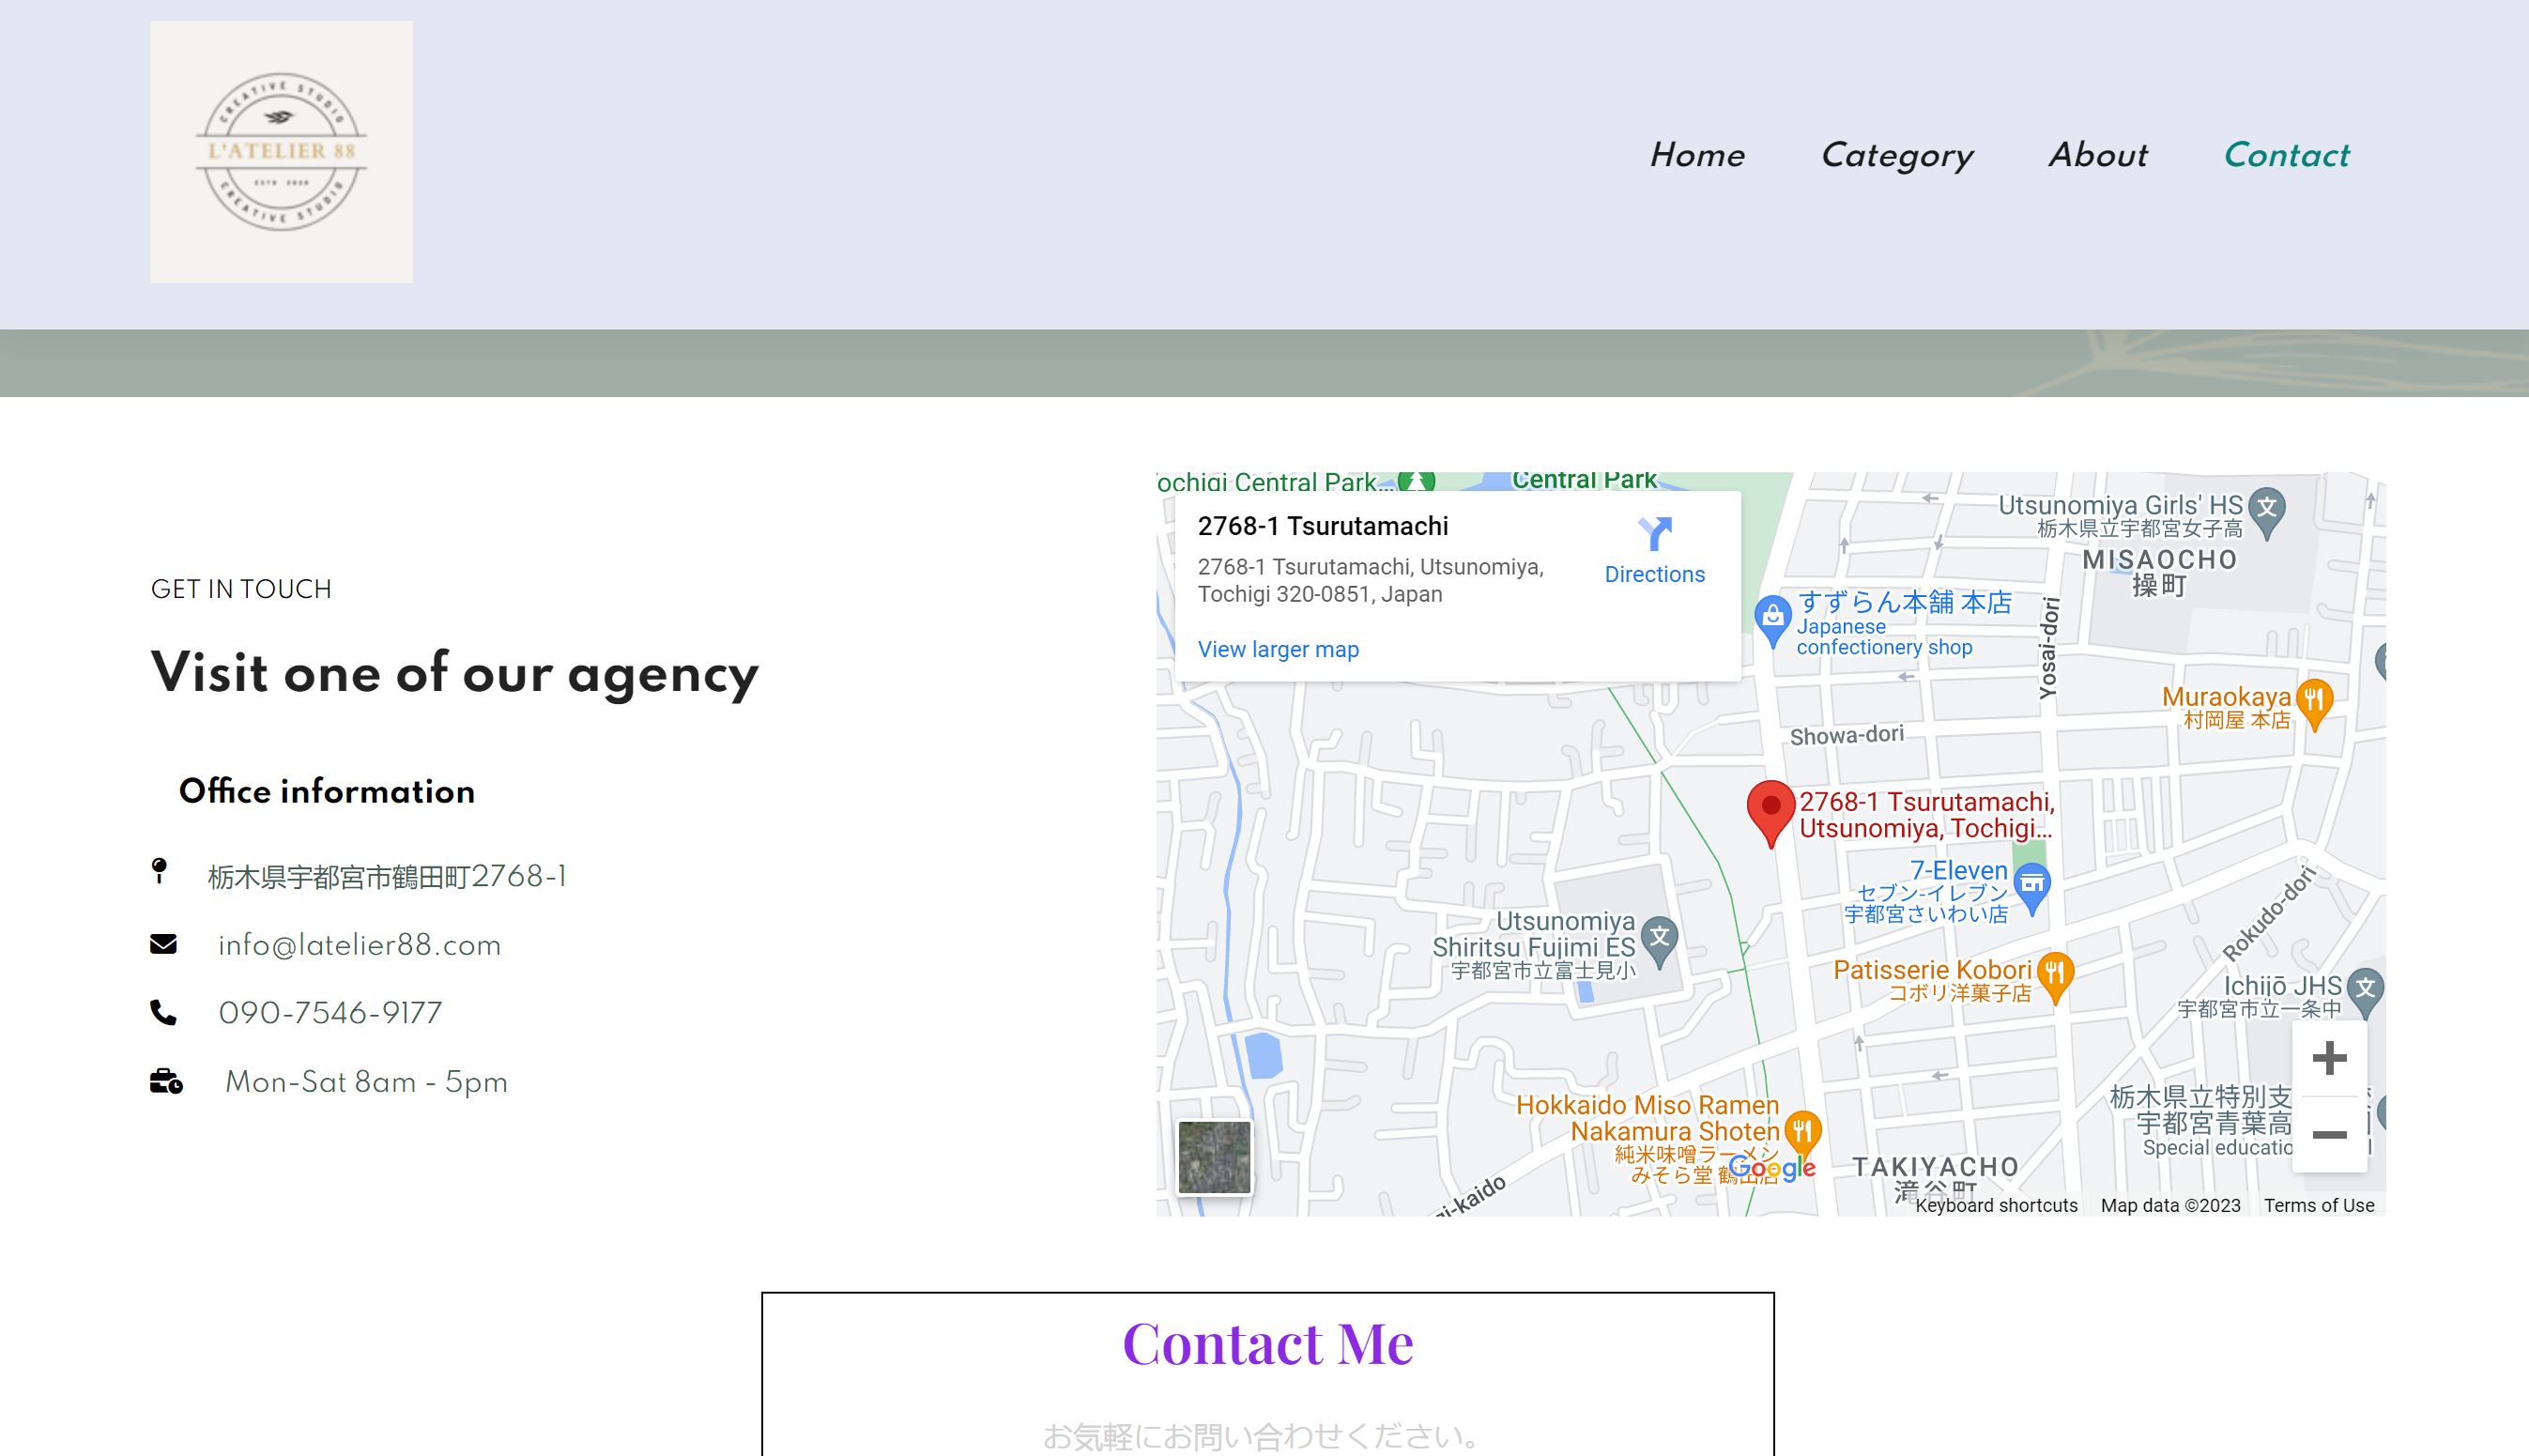 CREATIVE STUDIO
L'ATELIER 88
ESTD 2020
CREATIVE STUDIO
Home
Category
About
Contact
GET IN TOUCH
Visit one of our agency
Office information
栃木県宇都宮市鶴田町2768-1
info@latelier88.com
090-7546-9177
Mon-Sat 8am - 5pm
ochigi Central Park...
Central Park
2768-1 Tsurutamachi
2768-1 Tsurutamachi, Utsunomiya,
Tochigi 320-0851, Japan
Directions
View larger map
Utsunomiya Girls' HS
栃木県立宇都宮女子高
MISAOCHO
操町
すずらん本舗 本店
Japanese
confectionery shop
Yosai-dori
Muraokaya
村岡屋 本店
Showa-dori
2768-1 Tsurutamachi,
Utsunomiya, Tochigi...
7-Eleven
セブン-イレブン
宇都宮さいわい店
Utsunomiya
Shiritsu Fujimi ES
宇都宮市立富士見小
Patisserie Kobori
コボリ洋菓子店
Rokudo-dori
Ichijō JHS
宇都宮市立一条中
栃木県立特別支
宇都宮青葉高
Special educatio
Hokkaido Miso Ramen
Nakamura Shoten
純米味噌ラーメン
みそら堂 鶴田店
Google
TAKIYACHO
滝谷町
gi-kaido
Keyboard shortcuts
Map data ©2023
Terms of Use
Contact Me
お気軽にお問い合わせください。